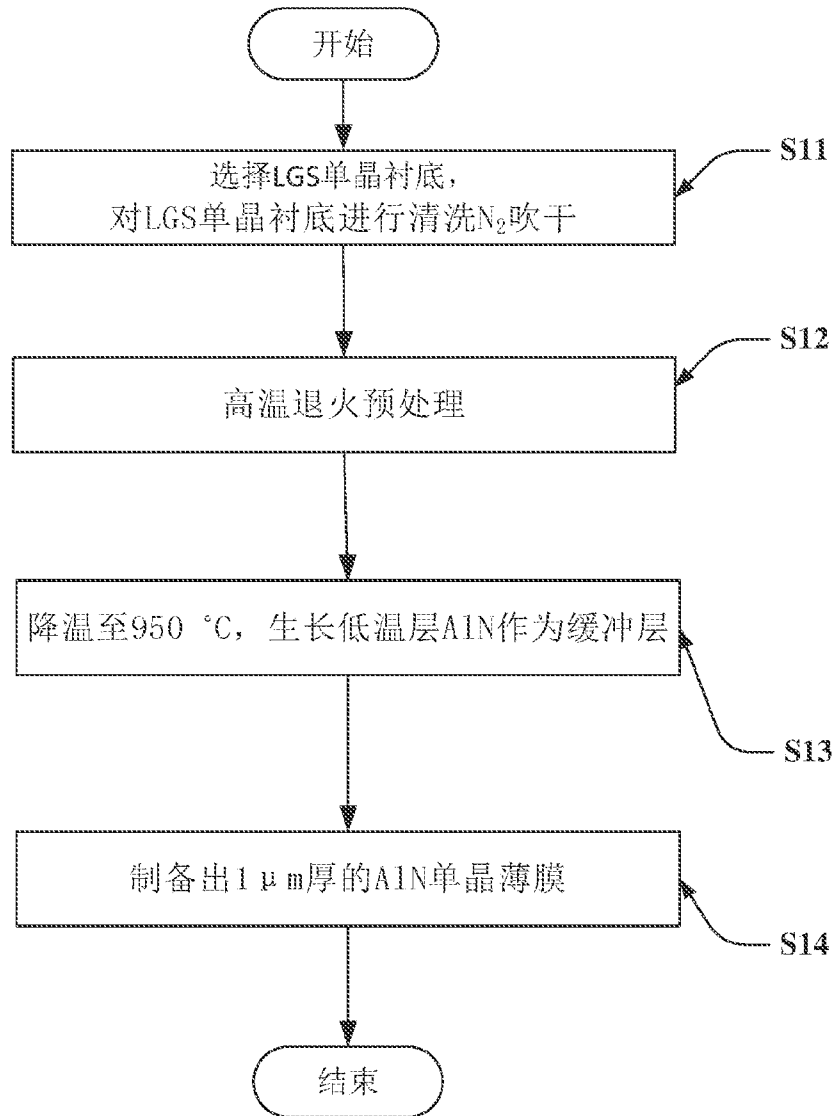 开始
S11
选择LGS单晶衬底，
对LGS单晶衬底进行清洗N₂吹干
S12
高温退火预处理
降温至950 ℃，生长低温层AlN作为缓冲层
S13
制备出1μm厚的AlN单晶薄膜
S14
结束